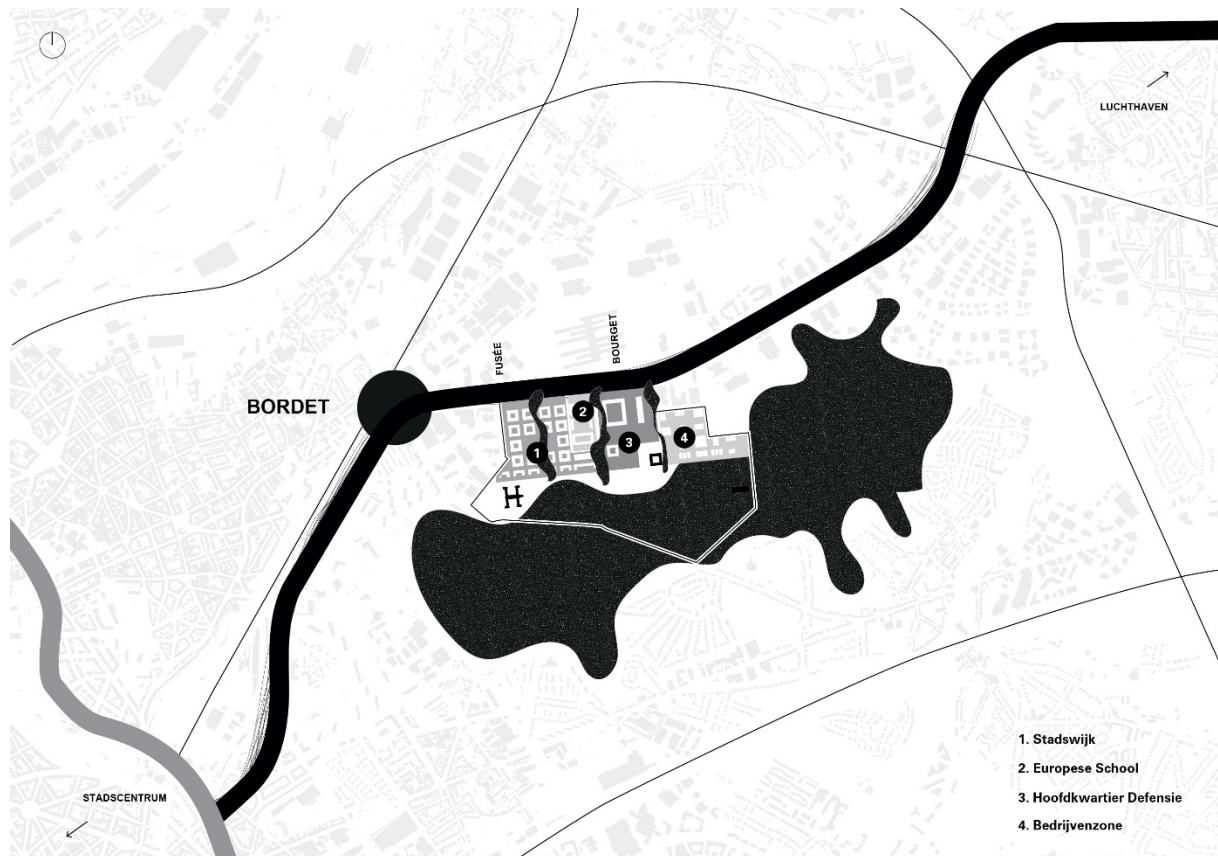 LUCHTHAVEN
FUSÉE
BOURGET
BORDET
2
1
3
4
1. Stadswijk
2. Europese School
3. Hoofdkwartier Defensie
4. Bedrijvenzone
STADSCENTRUM